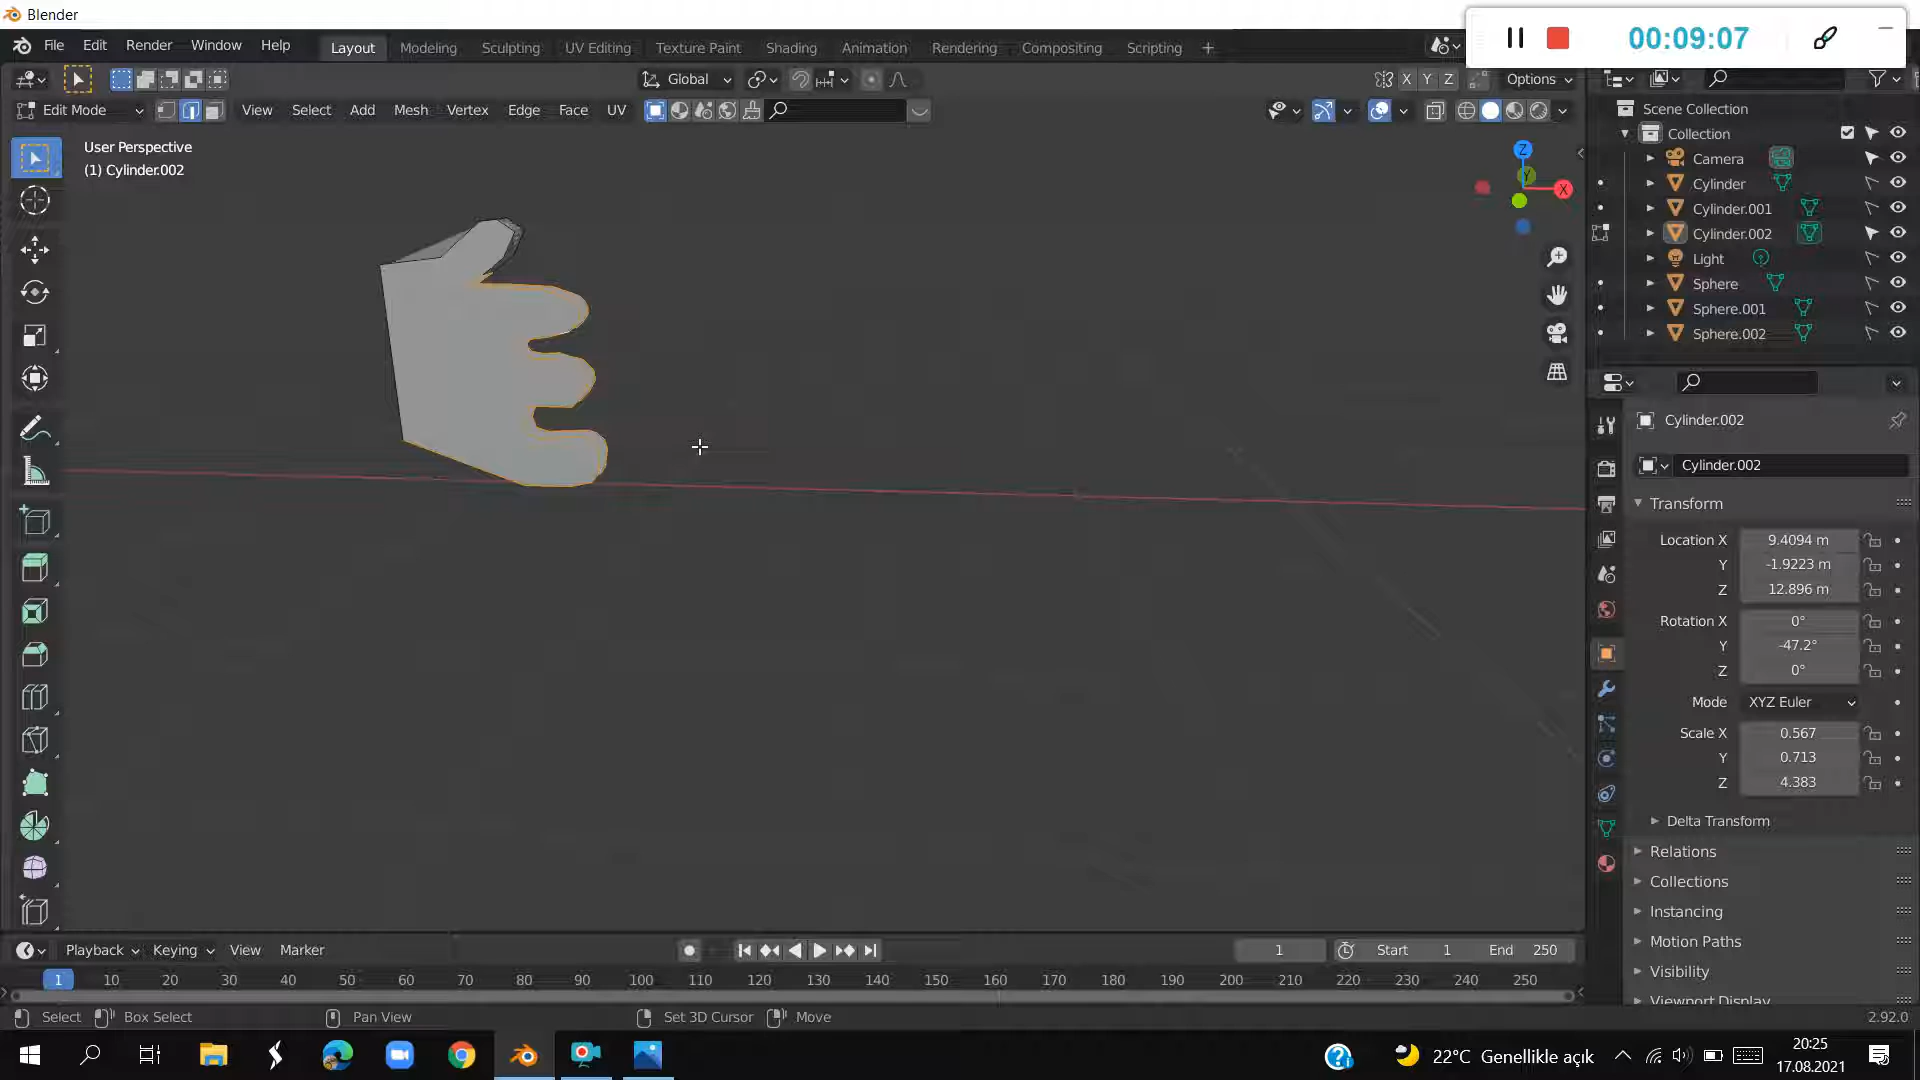 Blender
00:09:07
File Edit Render Window Help Layout Modeling Sculpting UV Editing Texture Paint Shading Animation Rendering Compositing Scripting +
Global X Y Z Options
Edit Mode View Select Add Mesh Vertex Edge Face UV
User Perspective
(1) Cylinder.002
Z
Y
X
Scene Collection
Collection
Camera
Cylinder
Cylinder.001
Cylinder.002
Light
Sphere
Sphere.001
Sphere.002
Cylinder.002
Cylinder.002
Transform
Location X 9.4094 m
Y -1.9223 m
Z 12.896 m
Rotation X 0°
Y -47.2°
Z 0°
Mode XYZ Euler
Scale X 0.567
Y 0.713
Z 4.383
Delta Transform
Relations
Collections
Instancing
Motion Paths
Visibility
Viewport Display
Playback Keying View Marker 1 Start 1 End 250
1 10 20 30 40 50 60 70 80 90 100 110 120 130 140 150 160 170 180 190 200 210 220 230 240 250
Select Box Select Pan View Set 3D Cursor Move 2.92.0
22°C Genellikle açık
20:25
17.08.2021